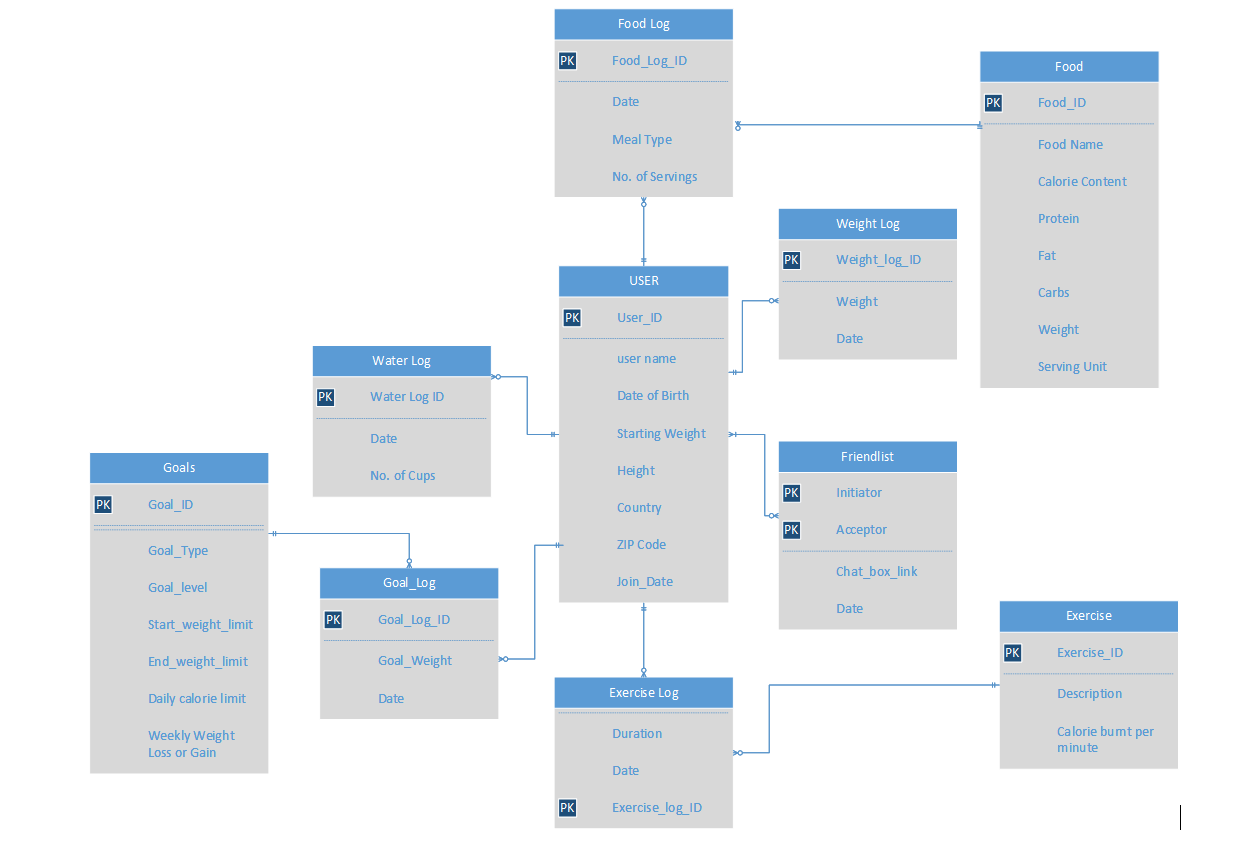 Food Log
PK Food_Log_ID
Date
Meal Type
No. of Servings
Food
PK Food_ID
Food Name
Calorie Content
Protein
Fat
Carbs
Weight
Serving Unit
Weight Log
PK Weight_log_ID
Weight
Date
USER
PK User_ID
user name
Date of Birth
Starting Weight
Height
Country
ZIP Code
Join_Date
Water Log
PK Water Log ID
Date
No. of Cups
Friendlist
PK Initiator
PK Acceptor
Chat_box_link
Date
Goals
PK Goal_ID
Goal_Type
Goal_level
Start_weight_limit
End_weight_limit
Daily calorie limit
Weekly Weight
Loss or Gain
Goal_Log
PK Goal_Log_ID
Goal_Weight
Date
Exercise Log
Duration
Date
PK Exercise_log_ID
Exercise
PK Exercise_ID
Description
Calorie burnt per
minute